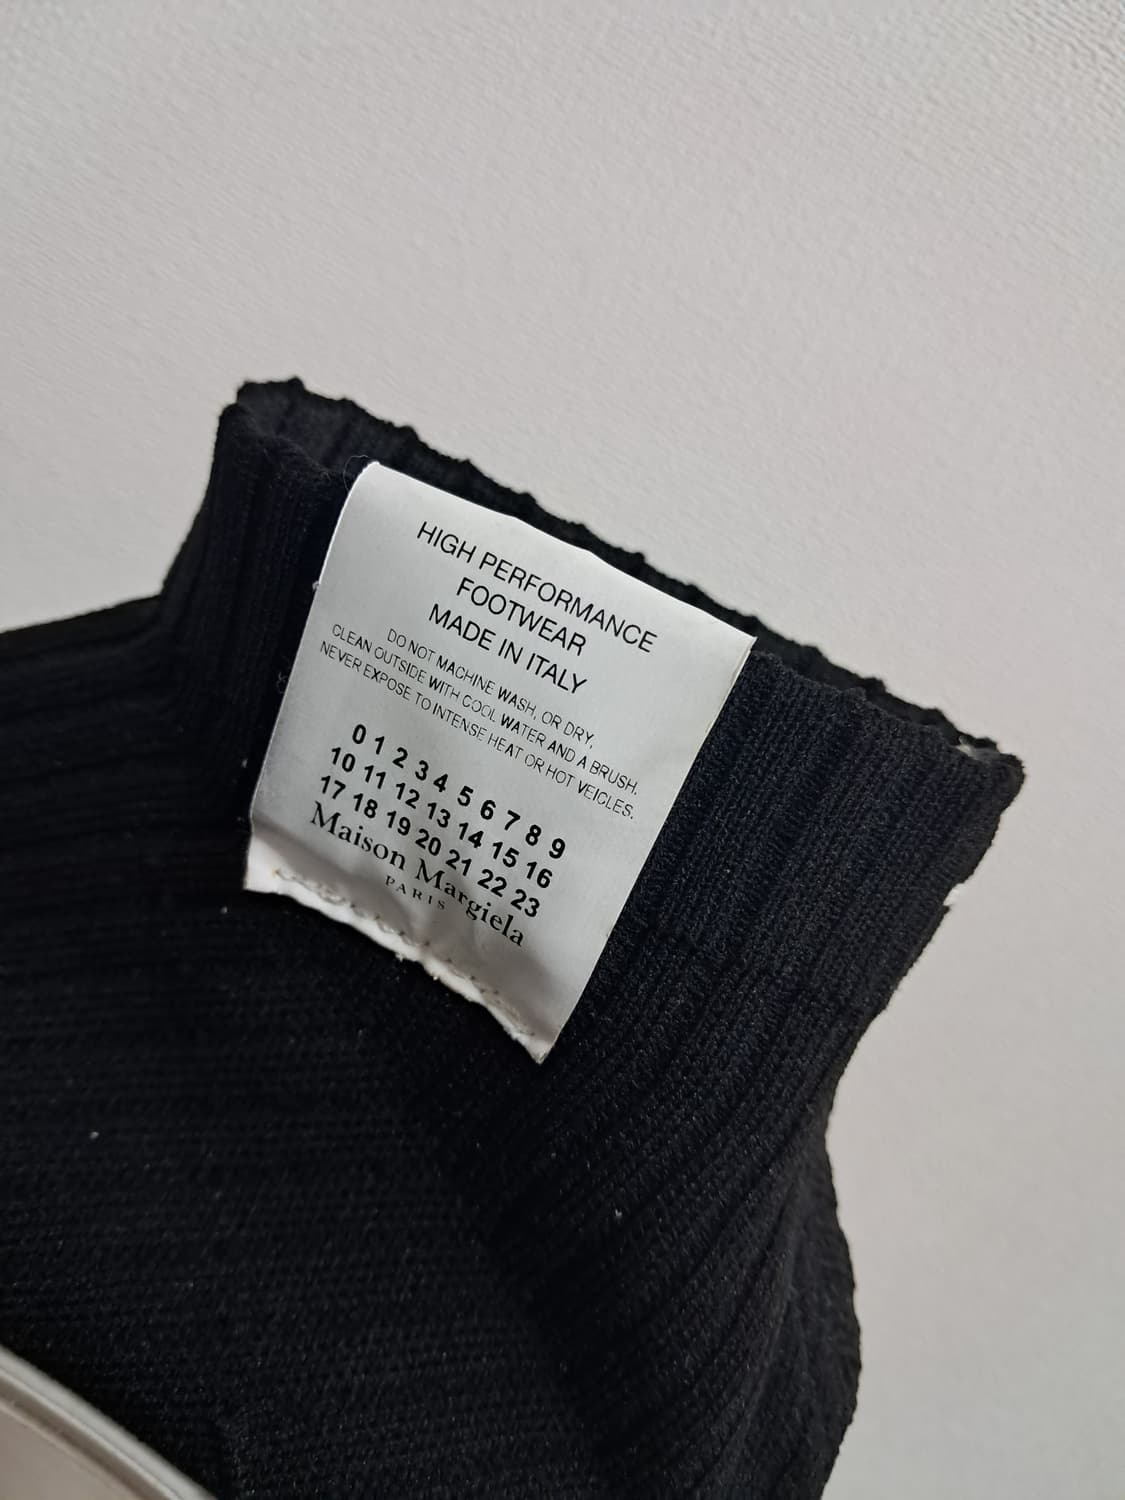 HIGH PERFORMANCE
FOOTWEAR
MADE IN ITALY
DO NOT MACHINE WASH, OR DRY,
CLEAN OUTSIDE WITH COOL WATER AND A BRUSH.
NEVER EXPOSE TO INTENSE HEAT OR HOT VEICLES.
0 1 2 3 4 5 6 7 8 9
10 11 12 13 14 15 16
17 18 19 20 21 22 23
Maison Margiela
PARIS